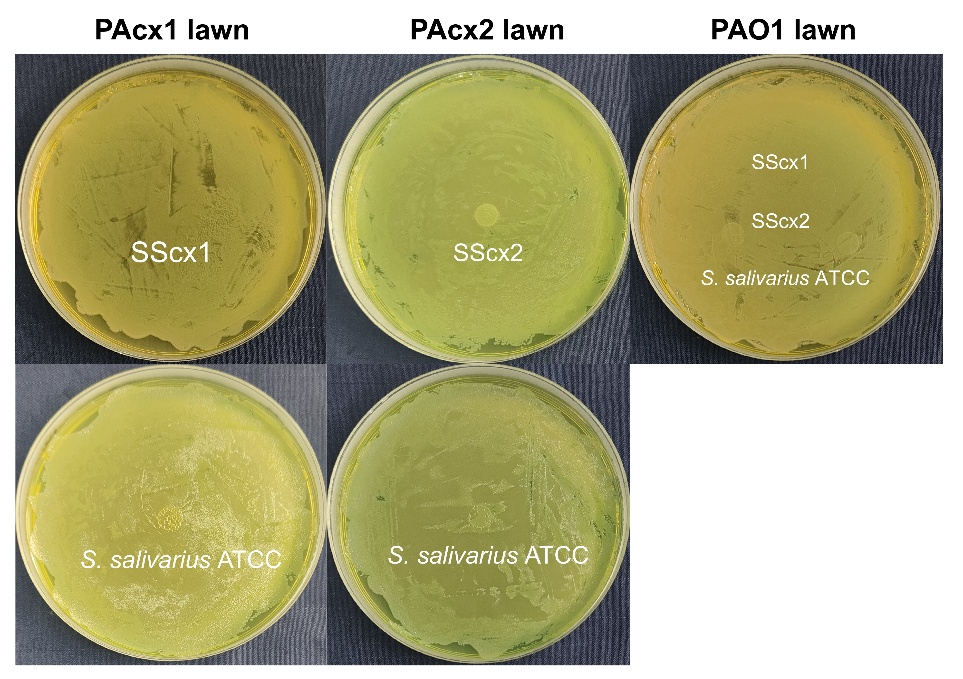 PAcx1 lawn
PAcx2 lawn
PAO1 lawn
SScx1
SScx2
SScx1
SScx2
S. salivarius ATCC
S. salivarius ATCC
S. salivarius ATCC